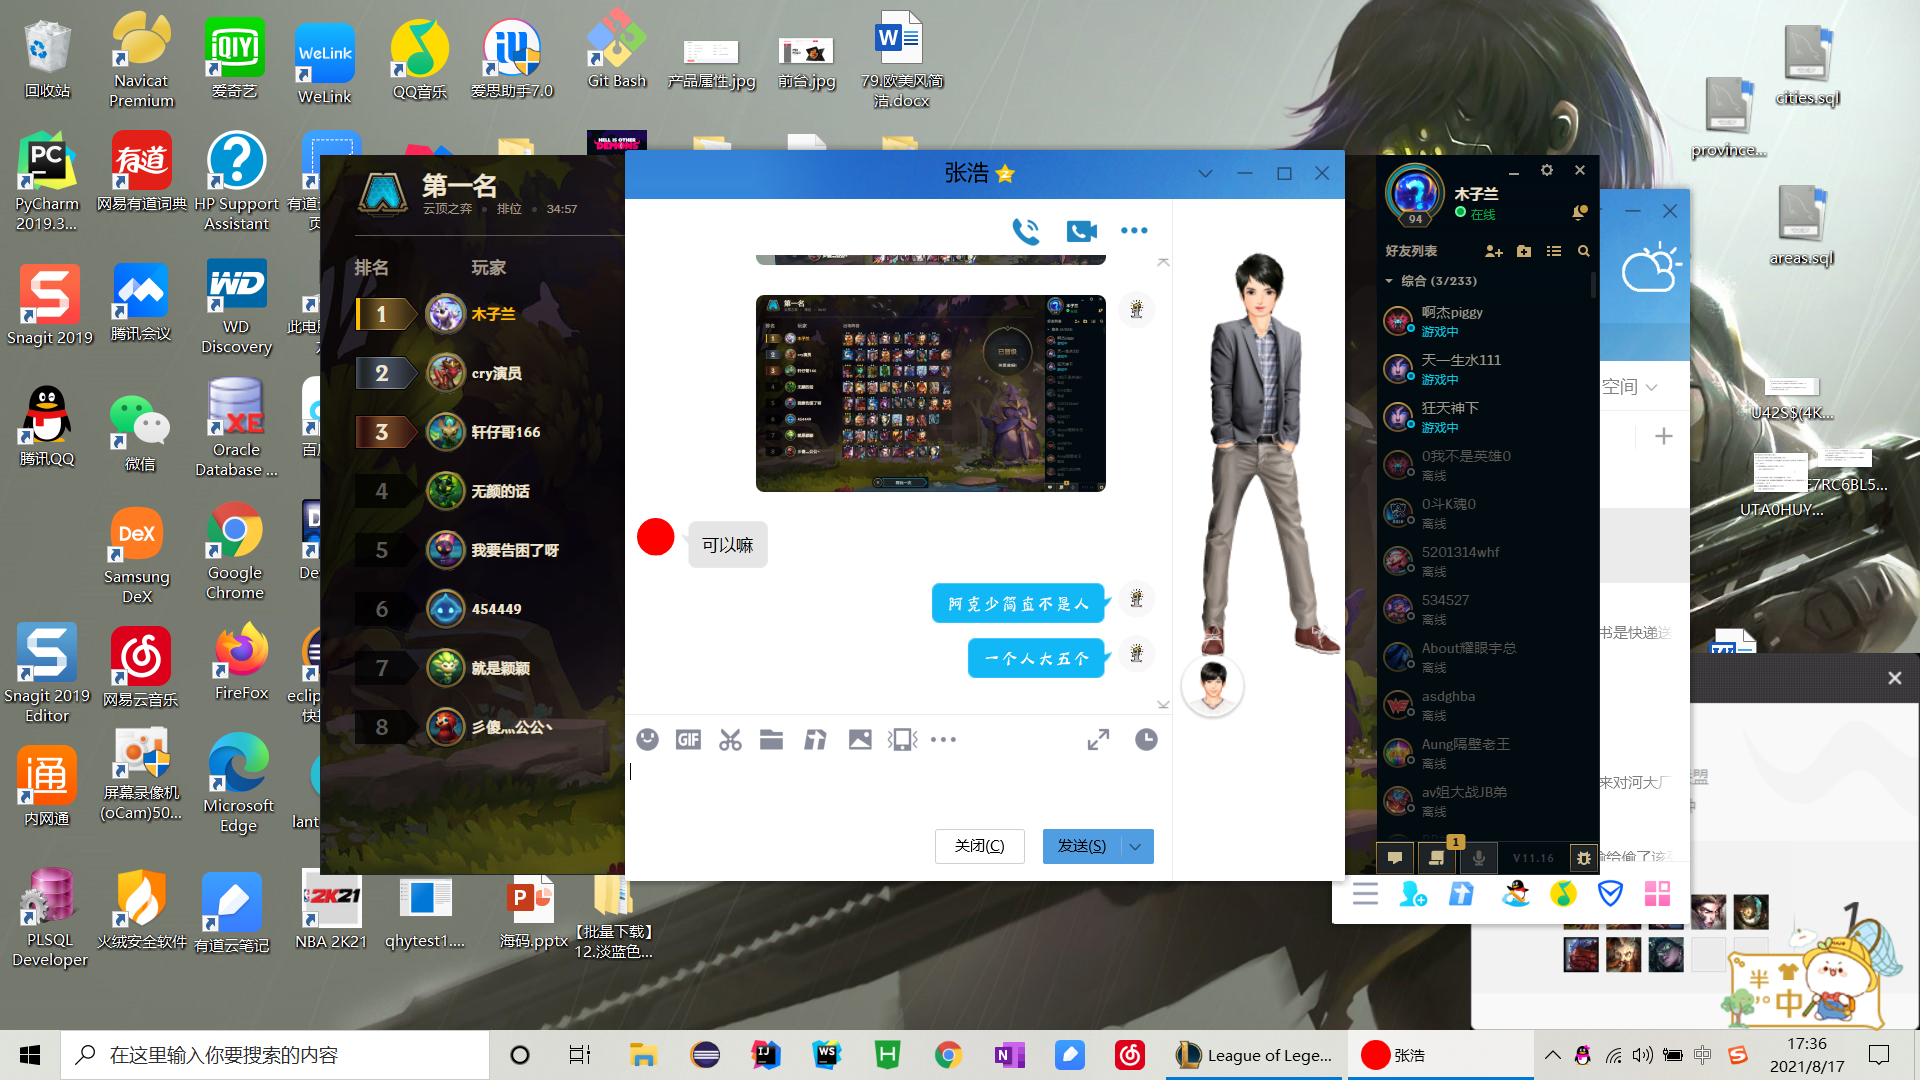 回收站
Navicat
Premium
爱奇艺
WeLink
QQ音乐
爱思助手7.0
Git Bash
产品属性.jpg
前台.jpg
79.欧美风简
洁.docx
cities.sql
province...
areas.sql
PyCharm
2019.3...
网易有道词典
HP Support
Assistant
Snagit 2019
腾讯会议
WD
Discovery
腾讯QQ
微信
Oracle
Database ...
Samsung
DeX
Google
Chrome
Snagit 2019
Editor
网易云音乐
FireFox
内网通
屏幕录像机
(oCam)50...
Microsoft
Edge
PLSQL
Developer
火绒安全软件
有道云笔记
NBA 2K21
qhytest1....
海码.pptx
【批量下载】
12.淡蓝色...
第一名
云顶之弈 • 排位 • 34:57
排名 玩家
1 木子兰
2 cry演员
3 轩仔哥166
4 无颜的话
5 我要告困了呀
6 454449
7 就是颖颖
8 彡傻灬公公丶
张浩
可以嘛
阿克少简直不是人
一个人大五个
GIF
关闭(C)
发送(S)
木子兰
94
在线
好友列表
综合 (3/233)
啊杰piggy
游戏中
天一生水111
游戏中
狂天神下
游戏中
0我不是英雄0
离线
0斗K魂0
离线
5201314whf
离线
534527
离线
About耀眼宇总
离线
asdghba
离线
Aung隔壁老王
离线
av姐大战JB弟
离线
1
V11.16
空间
书是快递送
来对河大厂
U42S$(4K...
E7RC6BL5...
UTA0HUY...
半
中
在这里输入你要搜索的内容
League of Lege...
张浩
中
17:36
2021/8/17